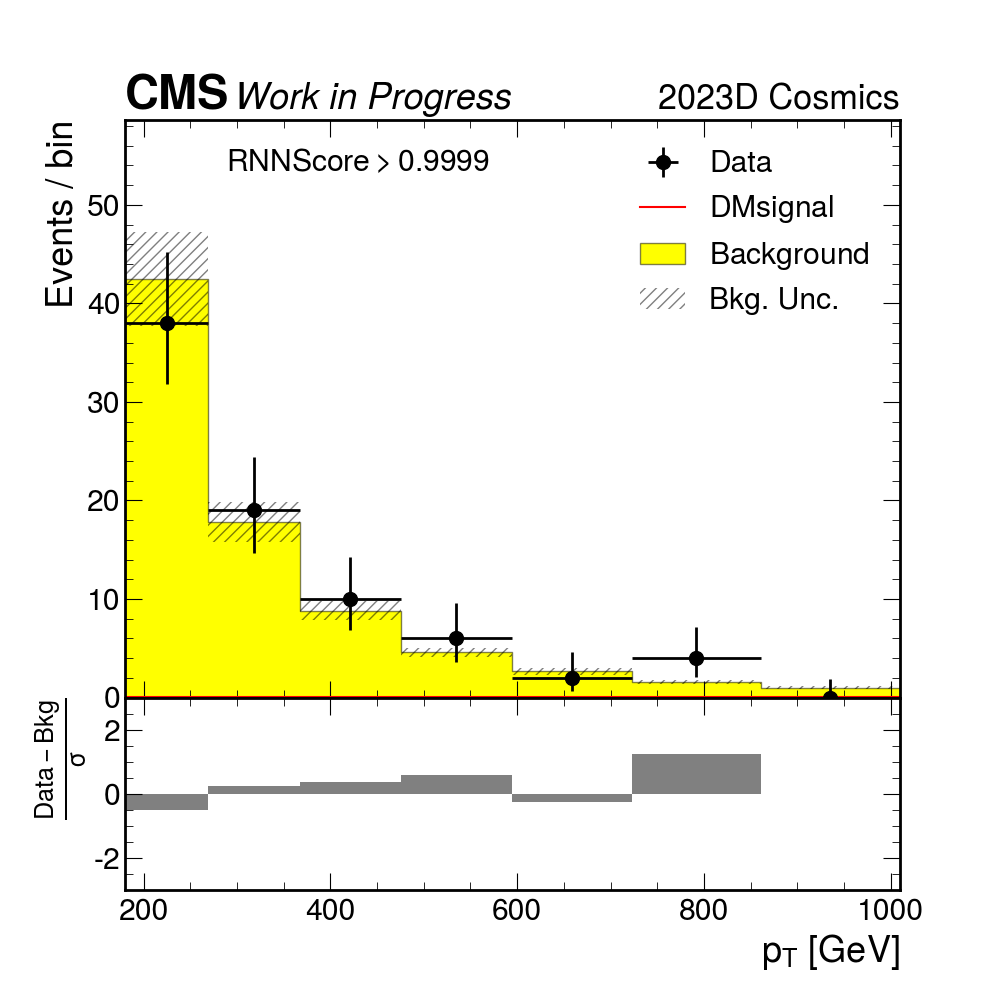 CMS Work in Progress 2023D Cosmics
Events / bin
RNNScore > 0.9999
Data
DMsignal
Background
Bkg. Unc.
50
40
30
20
10
0
Data – Bkg
σ
2
0
-2
200 400 600 800 1000
pT [GeV]